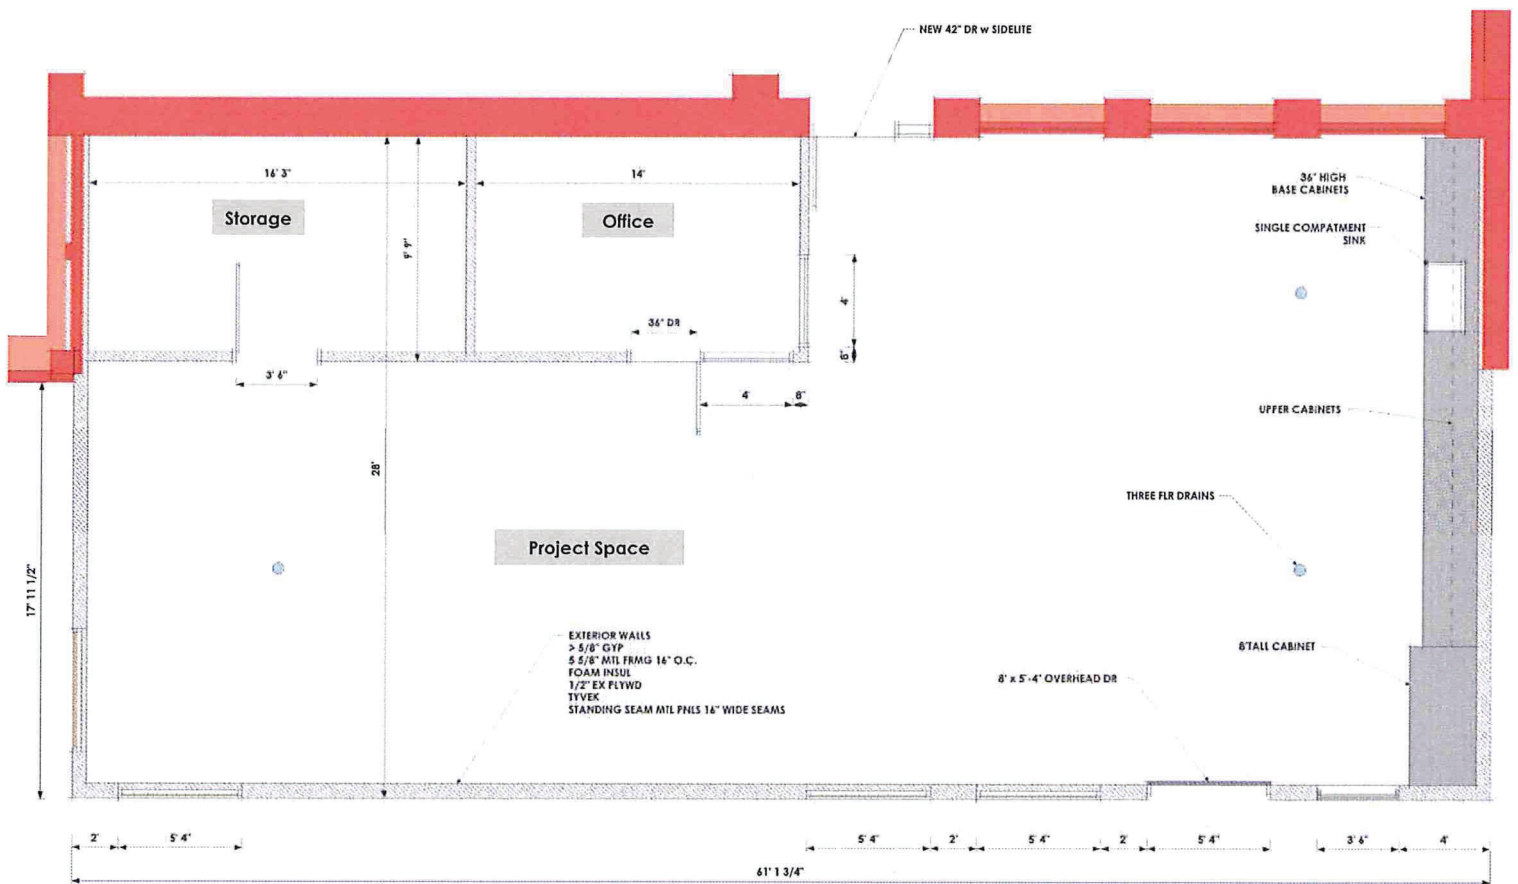 NEW 42" DR w SIDELITE
16' 3"
14'
36" HIGH
BASE CABINETS
Storage
Office
SINGLE COMPATMENT
SINK
9' 9"
4'
36" DR
8"
3' 6"
4'
8"
UPPER CABINETS
28'
THREE FLR DRAINS
Project Space
17' 11 1/2"
EXTERIOR WALLS
> 5/8" GYP
5 5/8" MTL FRMG 16" O.C.
FOAM INSUL
1/2" EX PLYWD
TYVEK
STANDING SEAM MTL PNLS 16" WIDE SEAMS
8'TALL CABINET
8' x 5'-4" OVERHEAD DR
2'
5' 4"
5' 4"
2'
5' 4"
2'
5' 4"
3' 6"
4'
61' 1 3/4"